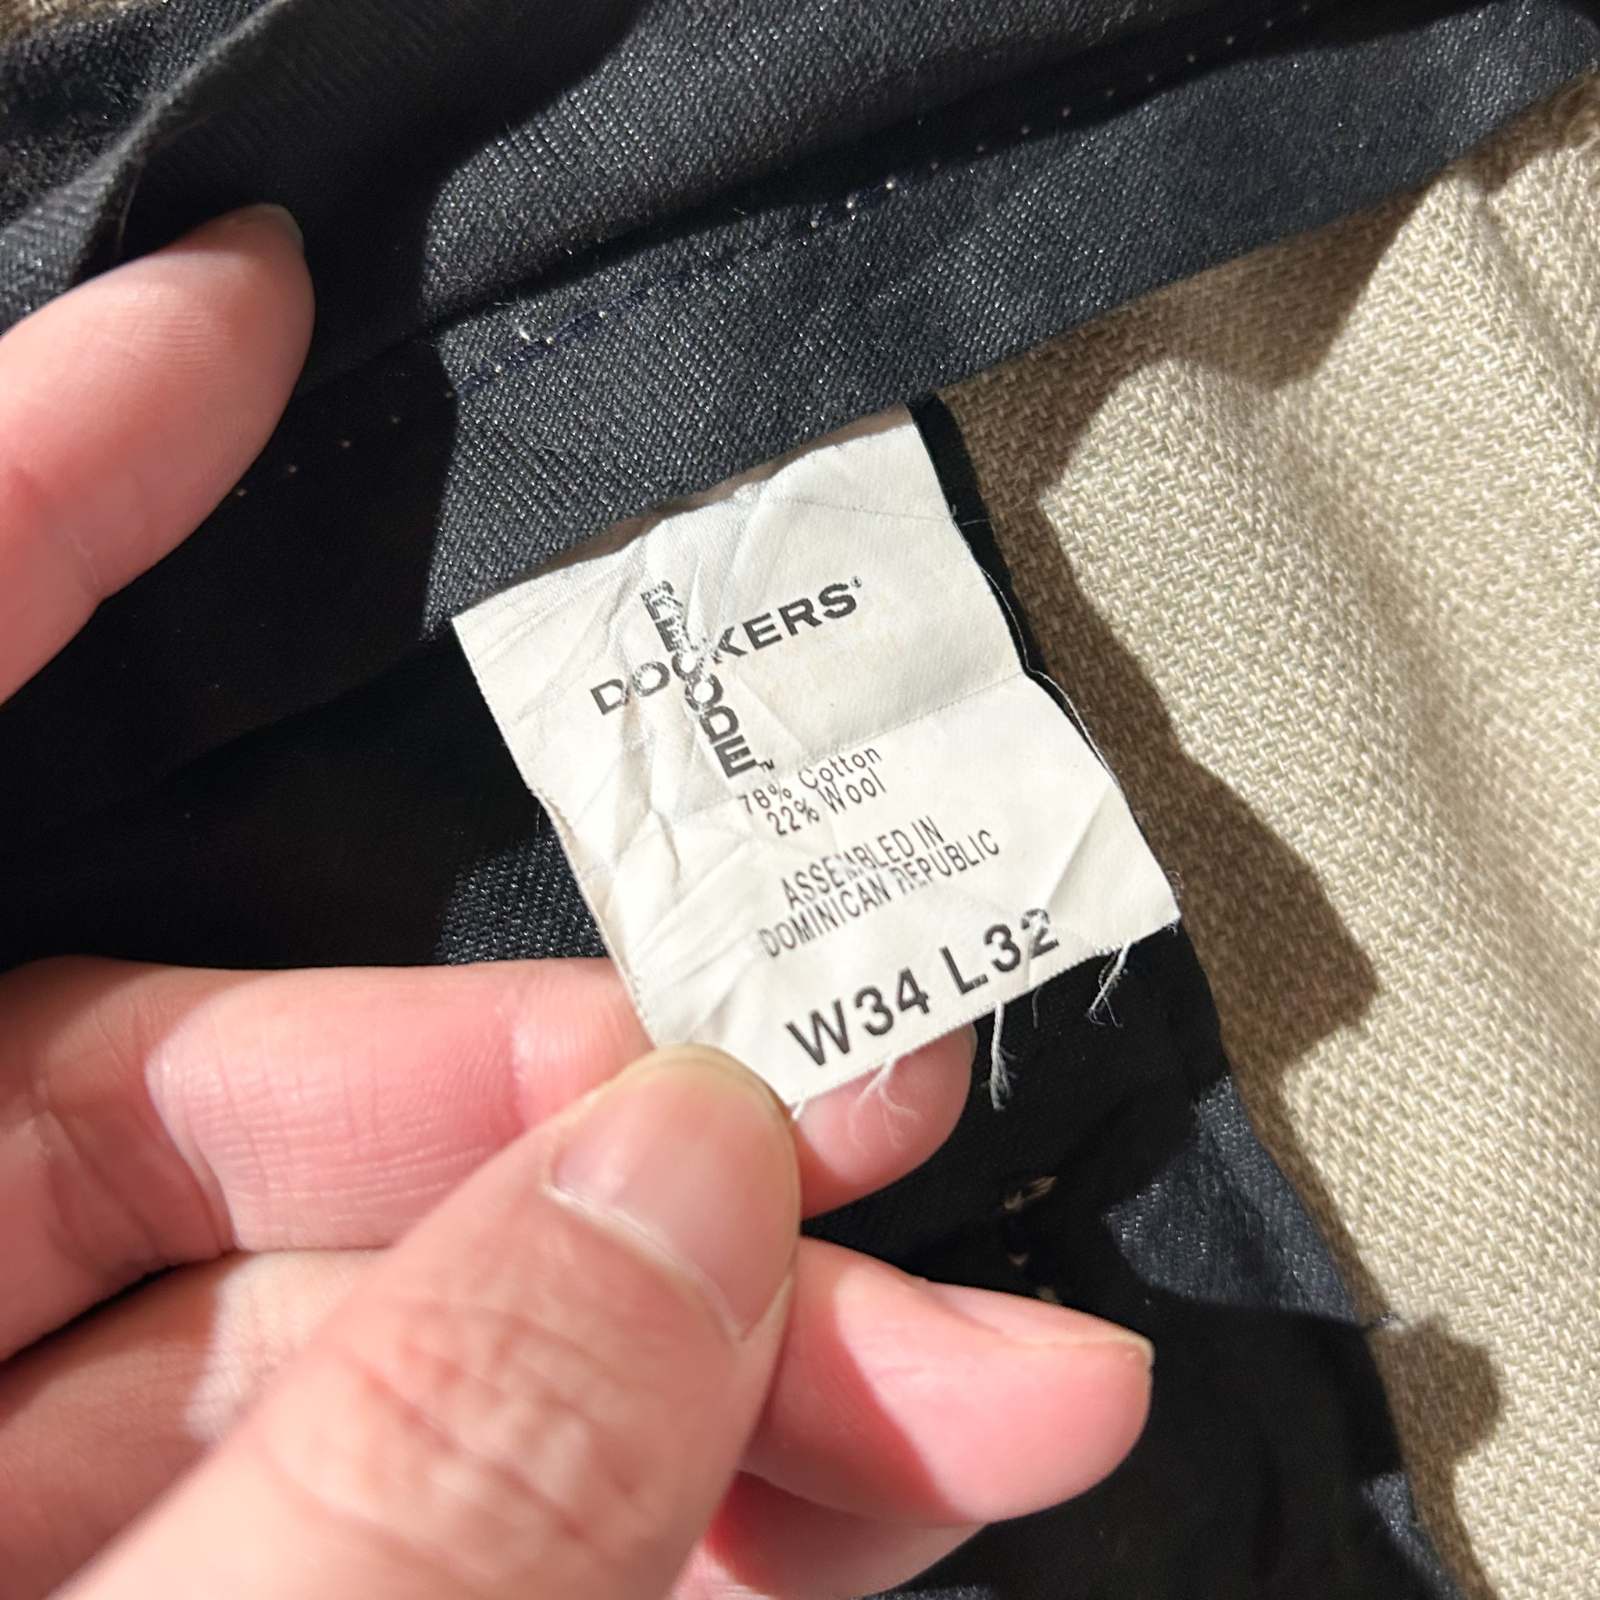 DOCKERS®
RECODE™
78% Cotton
22% Wool
ASSEMBLED IN
DOMINICAN REPUBLIC
W34 L32